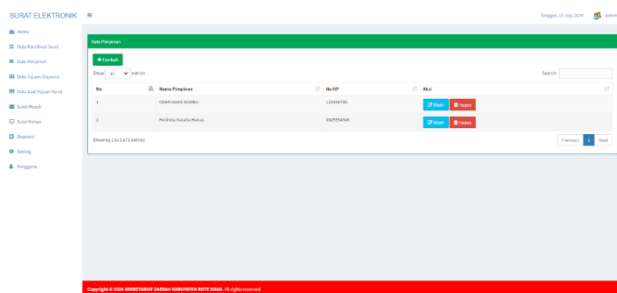 SURAT ELEKTRONIK
Tanggal, 23 July 2024
admin
Home
Data Klasifikasi Surat
Data Pimpinan
Data Tujuan Disposisi
Data Asal/Tujuan Surat
Surat Masuk
Surat Keluar
Disposisi
Setting
Pengguna
Data Pimpinan
+ Tambah
Show 10 entries
Search:
No Nama Pimpinan No HP Aksi
1 Ubah Hapus
2 Ubah Hapus
Showing 1 to 2 of 2 entries
Previous 1 Next
Copyright © 2024 SEKRETARIAT DAERAH KABUPATEN ROTE NDAO. All rights reserved.